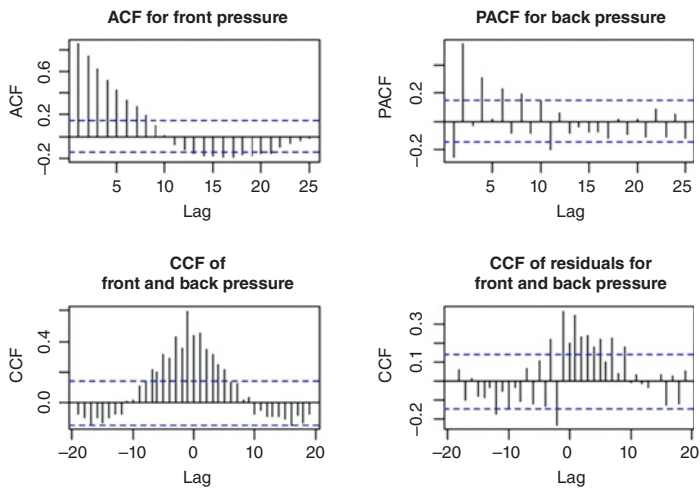 ACF for front pressure
ACF
0.6
0.2
−0.2
5 10 15 20 25
Lag
PACF for back pressure
PACF
0.2
−0.2
5 10 15 20 25
Lag
CCF of
front and back pressure
CCF
0.4
0.0
−20 −10 0 10 20
Lag
CCF of residuals for
front and back pressure
CCF
0.3
0.1
−0.2
−20 −10 0 10 20
Lag